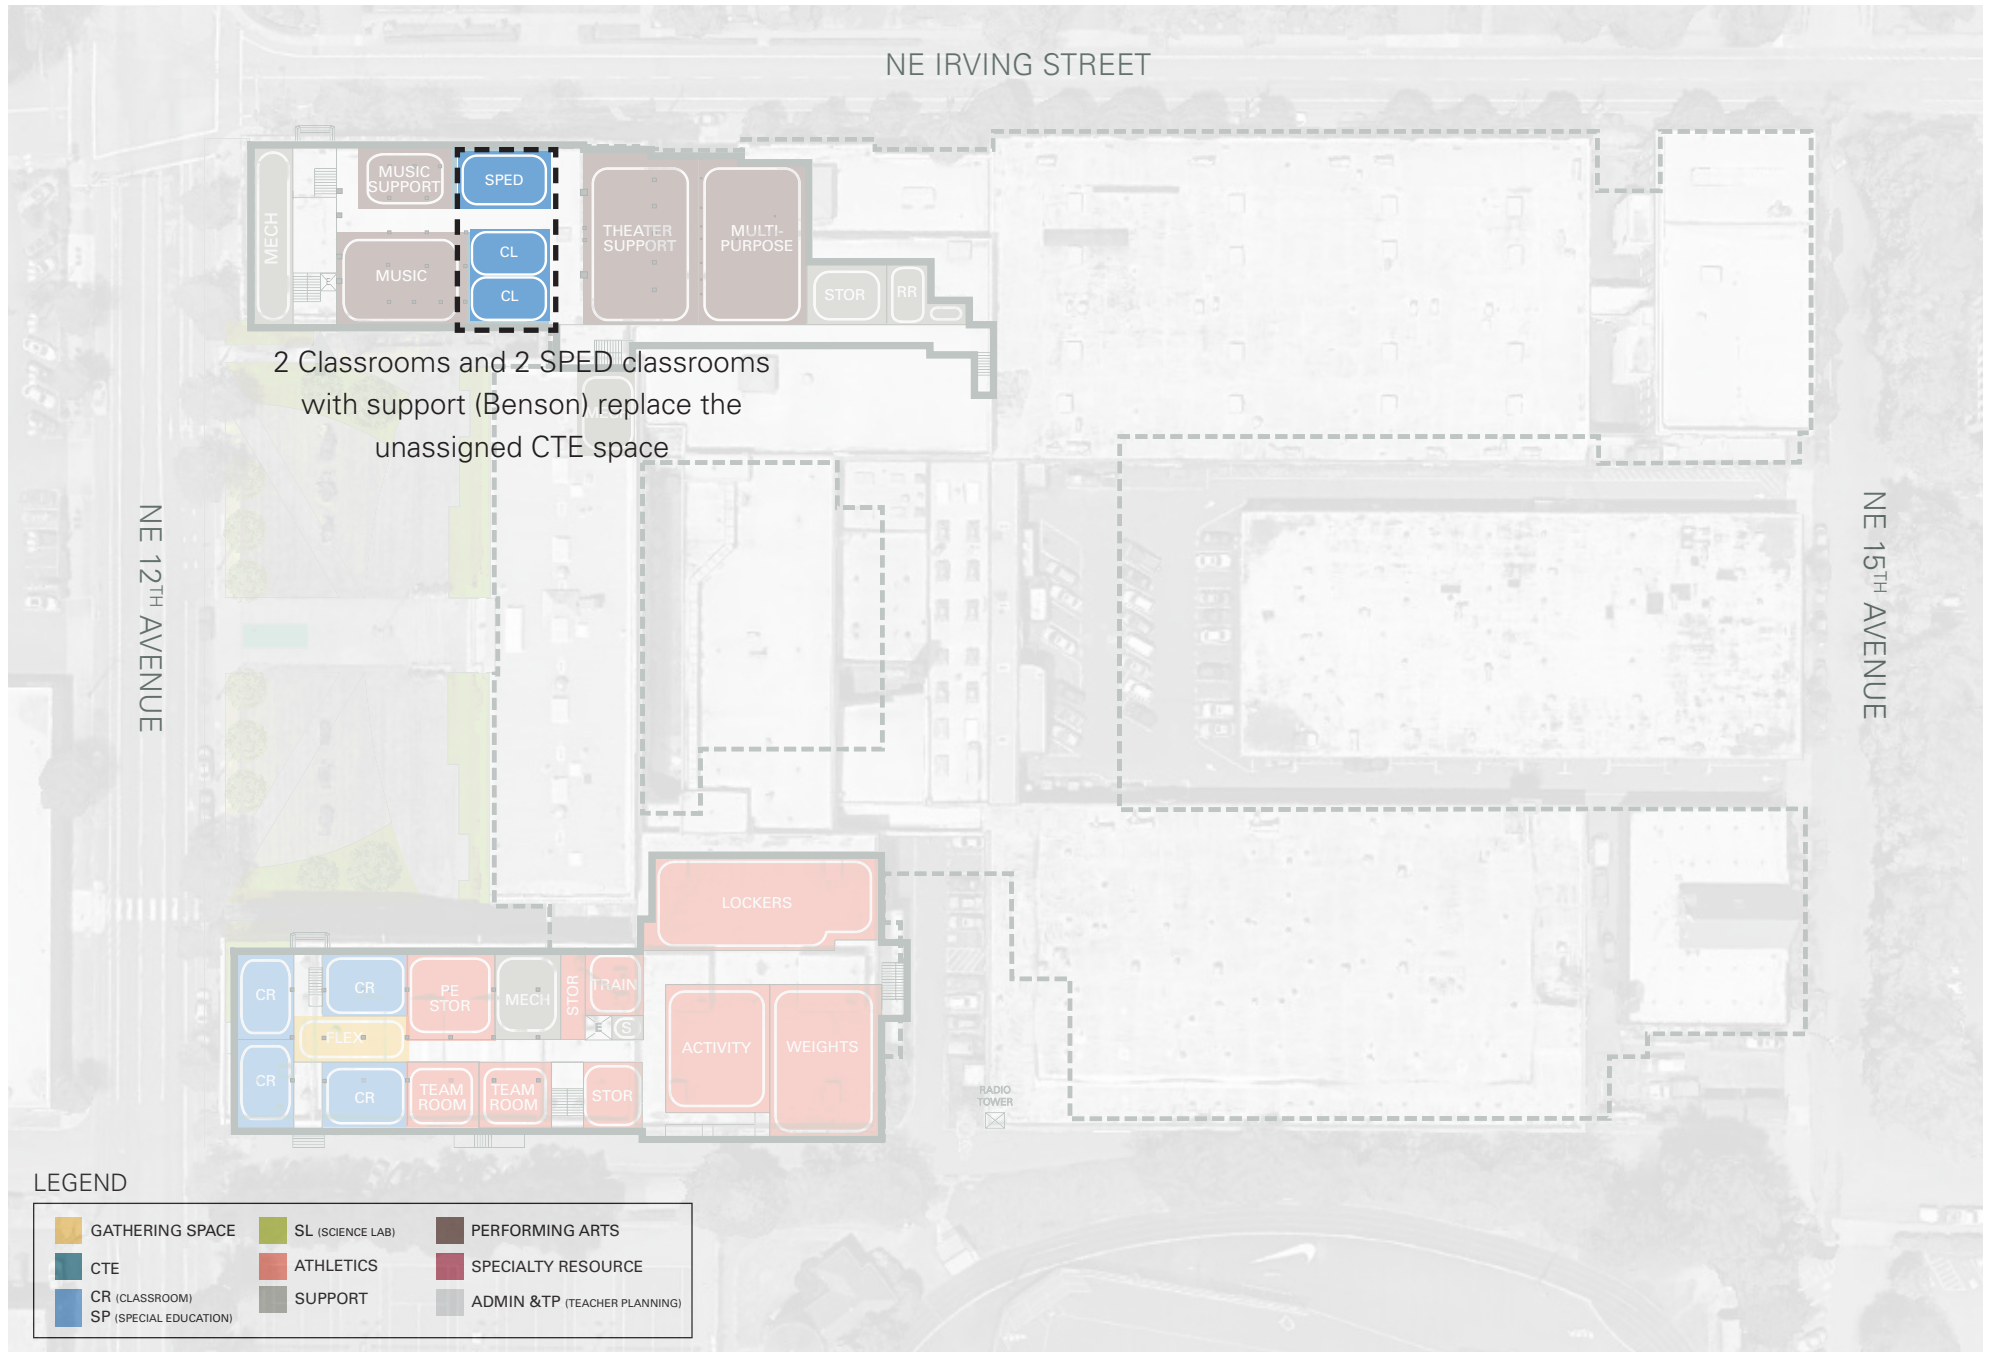 NE IRVING STREET
MECH
MUSIC
SUPPORT
SPED
MUSIC
CL
CL
THEATER
SUPPORT
MULTI-
PURPOSE
STOR
RR
E
2 Classrooms and 2 SPED classrooms
with support (Benson) replace the
unassigned CTE space
MECH
NE 12TH AVENUE
NE 15TH AVENUE
LOCKERS
CR
CR
PE
STOR
MECH
STOR
TRAIN
FLEX
E
S
ACTIVITY
WEIGHTS
CR
CR
TEAM
ROOM
TEAM
ROOM
STOR
RADIO
TOWER
LEGEND
GATHERING SPACE
CTE
CR (CLASSROOM)
SP (SPECIAL EDUCATION)
SL (SCIENCE LAB)
ATHLETICS
SUPPORT
PERFORMING ARTS
SPECIALTY RESOURCE
ADMIN &TP (TEACHER PLANNING)